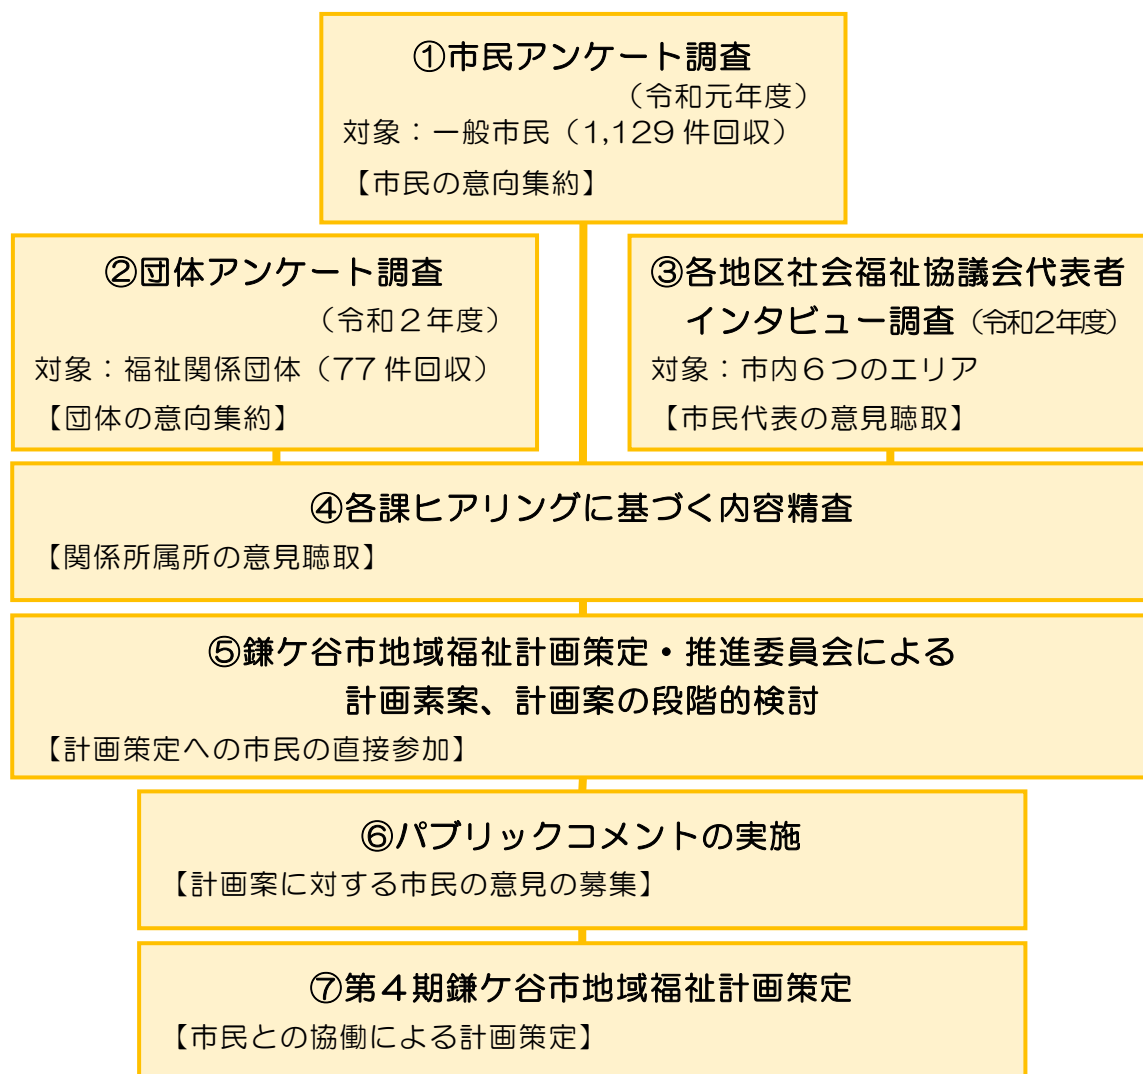 ①市民アンケート調査
（令和元年度）
対象：一般市民（1,129 件回収）
【市民の意向集約】
②団体アンケート調査
（令和２年度）
対象：福祉関係団体（77 件回収）
【団体の意向集約】
③各地区社会福祉協議会代表者
インタビュー調査（令和２年度）
対象：市内６つのエリア
【市民代表の意見聴取】
④各課ヒアリングに基づく内容精査
【関係所属所の意見聴取】
⑤鎌ケ谷市地域福祉計画策定・推進委員会による
計画素案、計画案の段階的検討
【計画策定への市民の直接参加】
⑥パブリックコメントの実施
【計画案に対する市民の意見の募集】
⑦第４期鎌ケ谷市地域福祉計画策定
【市民との協働による計画策定】